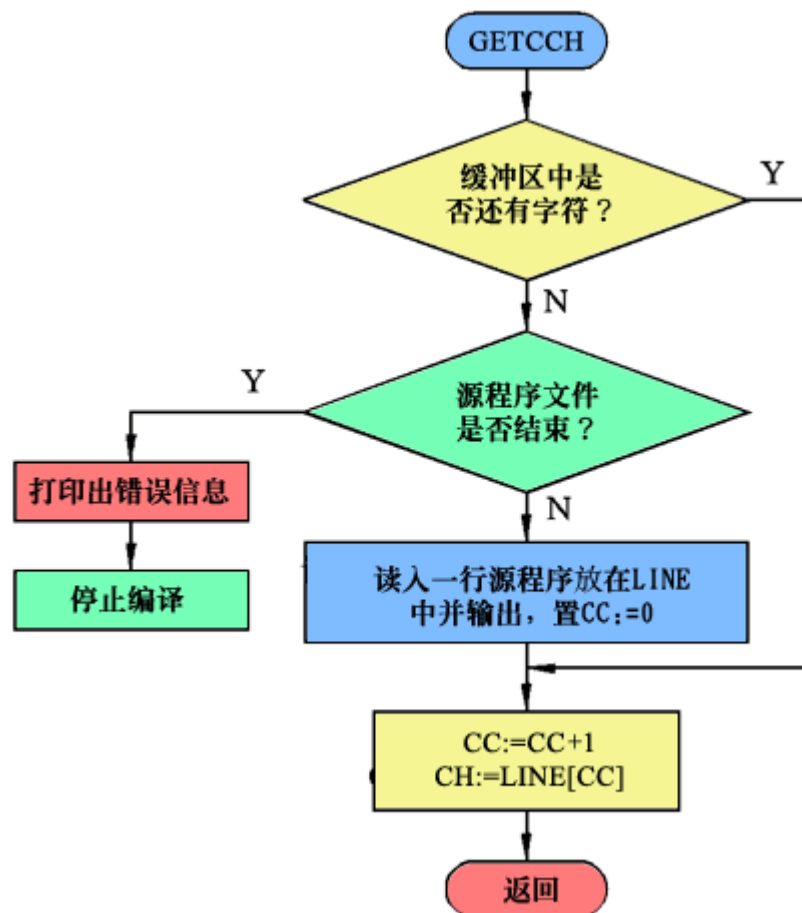 GETCCH
缓冲区中是
否还有字符？
Y
N
源程序文件
是否结束？
Y
打印出错误信息
停止编译
N
读入一行源程序放在LINE
中并输出，置CC:=0
CC:=CC+1
CH:=LINE[CC]
返回